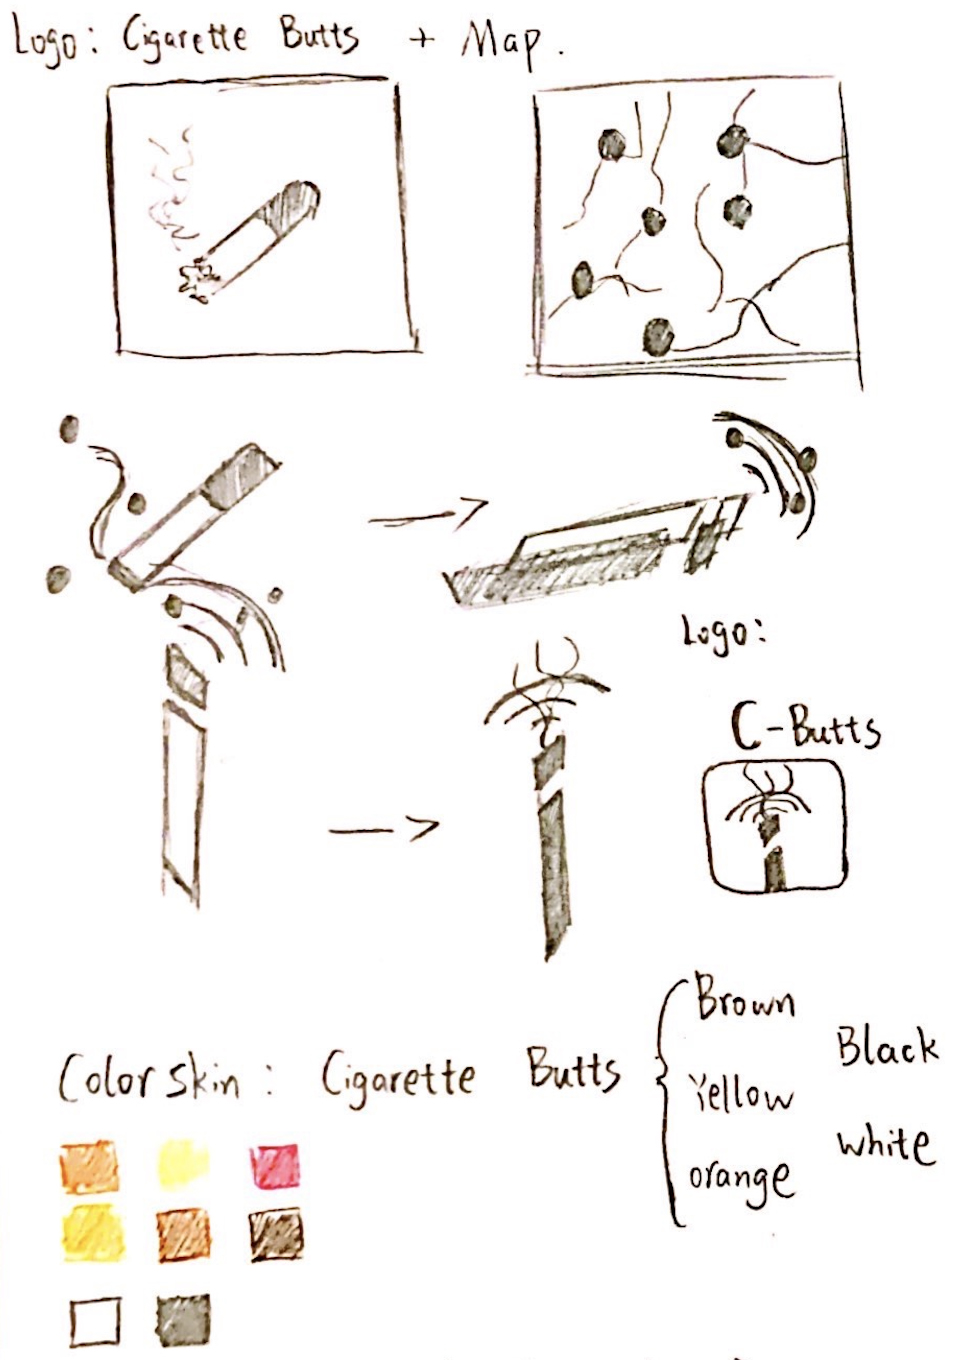 Logo: Cigarette Butts + Map.
Logo:
C-Butts
Color skin: Cigarette Butts
Brown
Yellow
orange
Black
white